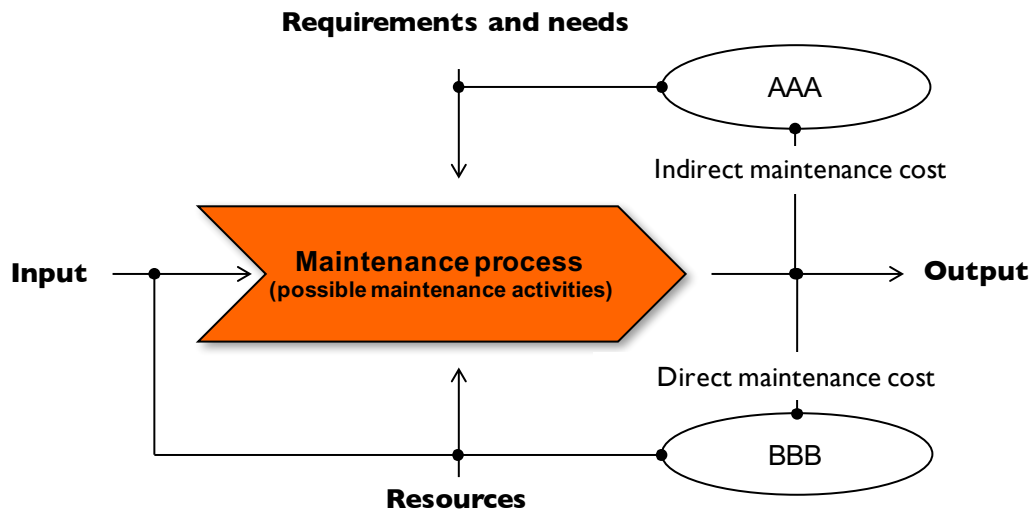 Requirements and needs
AAA
Indirect maintenance cost
Input
Maintenance process
(possible maintenance activities)
Output
Direct maintenance cost
BBB
Resources